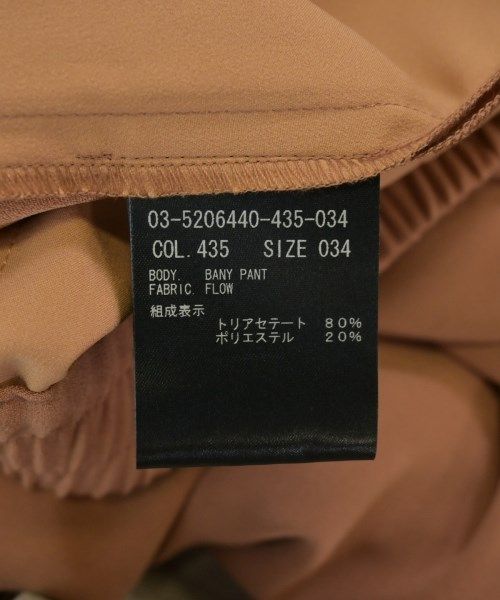 03-5206440-435-034
COL. 435 SIZE 034
BODY. BANY PANT
FABRIC. FLOW
組成表示
トリアセテート 80%
ポリエステル 20%